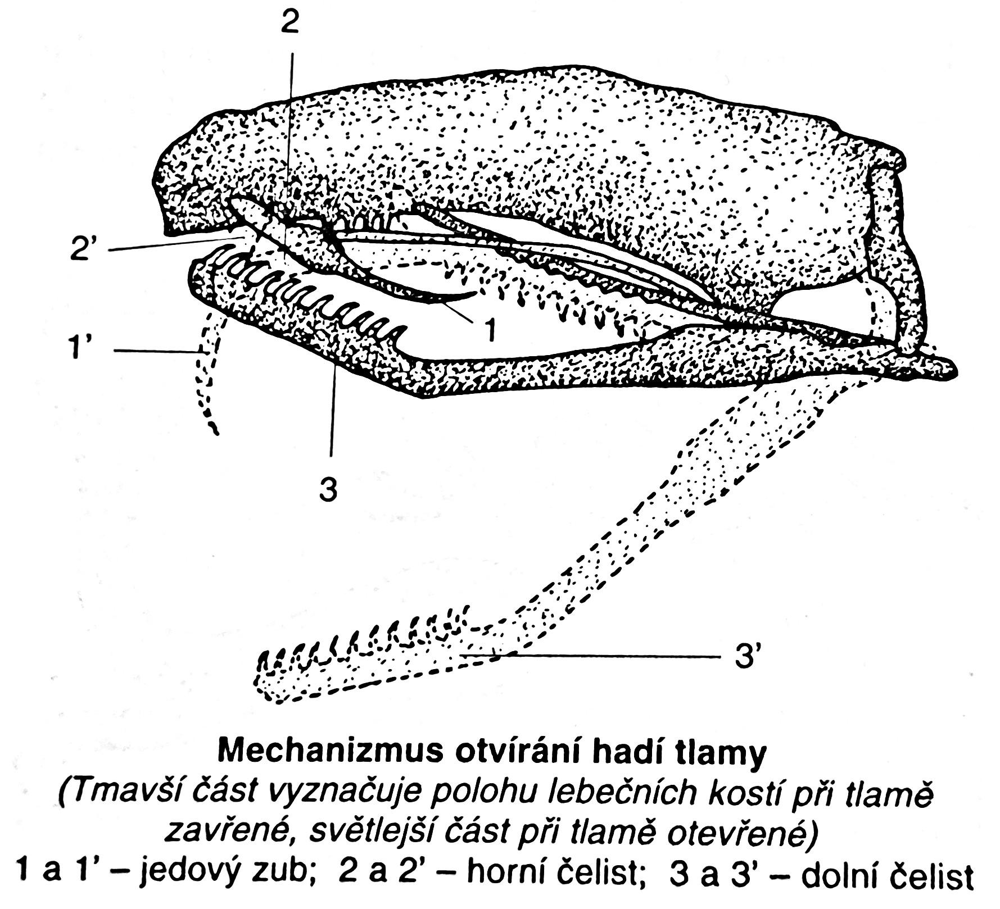 2
2’
1
1’
3
3’
Mechanizmus otvírání hadí tlamy
(Tmavší část vyznačuje polohu lebečních kostí při tlamě
zavřené, světlejší část při tlamě otevřené)
1 a 1’ – jedový zub; 2 a 2’ – horní čelist; 3 a 3’ – dolní čelist